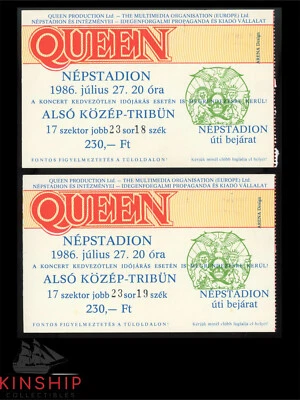 QUEEN PRODUCTION Ltd. – THE MULTIMEDIA ORGANISATION (EUROPE) Ltd.
NÉPSTADION ÉS INTÉZMÉNYEI – IDEGENFORGALMI PROPAGANDA ÉS KIADÓ VÁLLALAT
QUEEN
ARENA Design
NÉPSTADION
1986. július 27. 20 óra
A KONCERT KEDVEZŐTLEN IDŐJÁRÁS ESETÉN IS MEGRENDEZÉSRE KERÜL!
ALSÓ KÖZÉP-TRIBÜN
17 szektor jobb 23 sor 18 szék
230,— Ft
NÉPSTADION
úti bejárat
FONTOS FIGYELMEZTETÉS A TÚLOLDALON!
QUEEN PRODUCTION Ltd. – THE MULTIMEDIA ORGANISATION (EUROPE) Ltd.
NÉPSTADION ÉS INTÉZMÉNYEI – IDEGENFORGALMI PROPAGANDA ÉS KIADÓ VÁLLALAT
QUEEN
ARENA Design
NÉPSTADION
1986. július 27. 20 óra
A KONCERT KEDVEZŐTLEN IDŐJÁRÁS ESETÉN IS MEGRENDEZÉSRE KERÜL!
ALSÓ KÖZÉP-TRIBÜN
17 szektor jobb 23 sor 19 szék
230,— Ft
NÉPSTADION
úti bejárat
FONTOS FIGYELMEZTETÉS A TÚLOLDALON!
KINSHIP
COLLECTIBLES